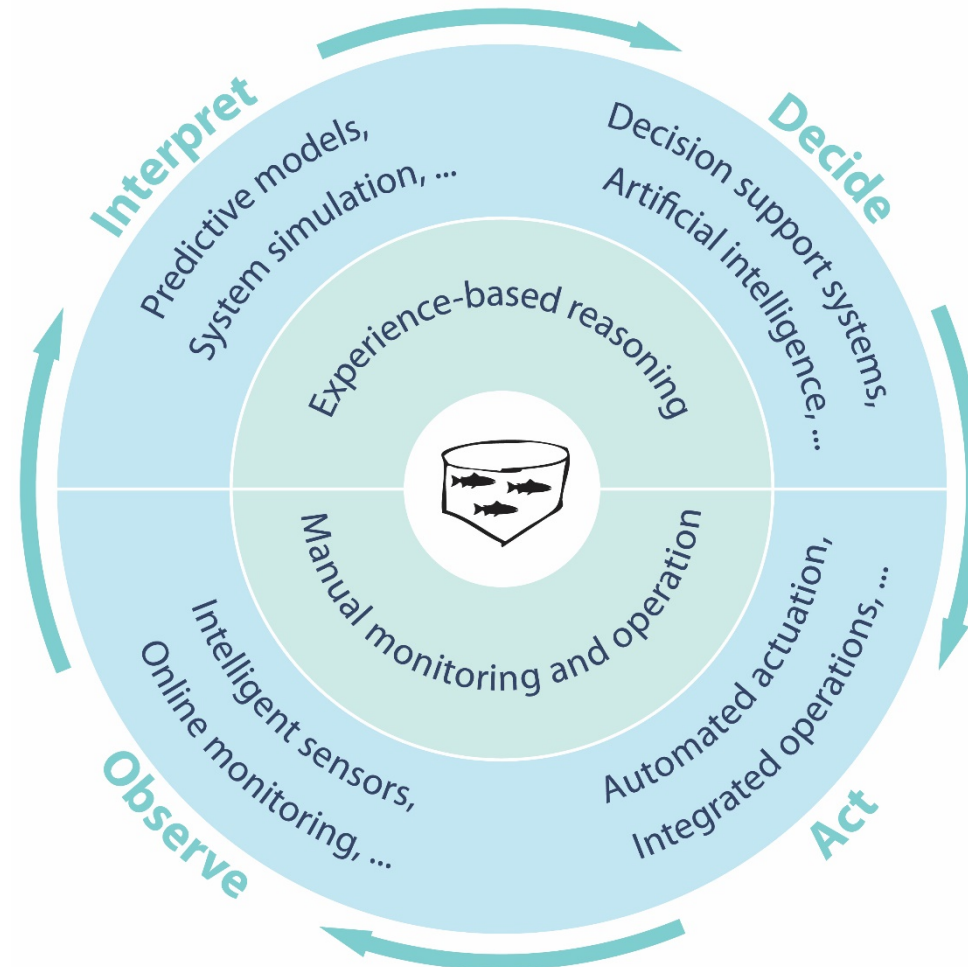 Interpret
Decide
Predictive models,
System simulation, ...
Decision support systems,
Artificial intelligence, ...
Experience-based reasoning
Manual monitoring and operation
Intelligent sensors,
Online monitoring, ...
Automated actuation,
Integrated operations, ...
Observe
Act